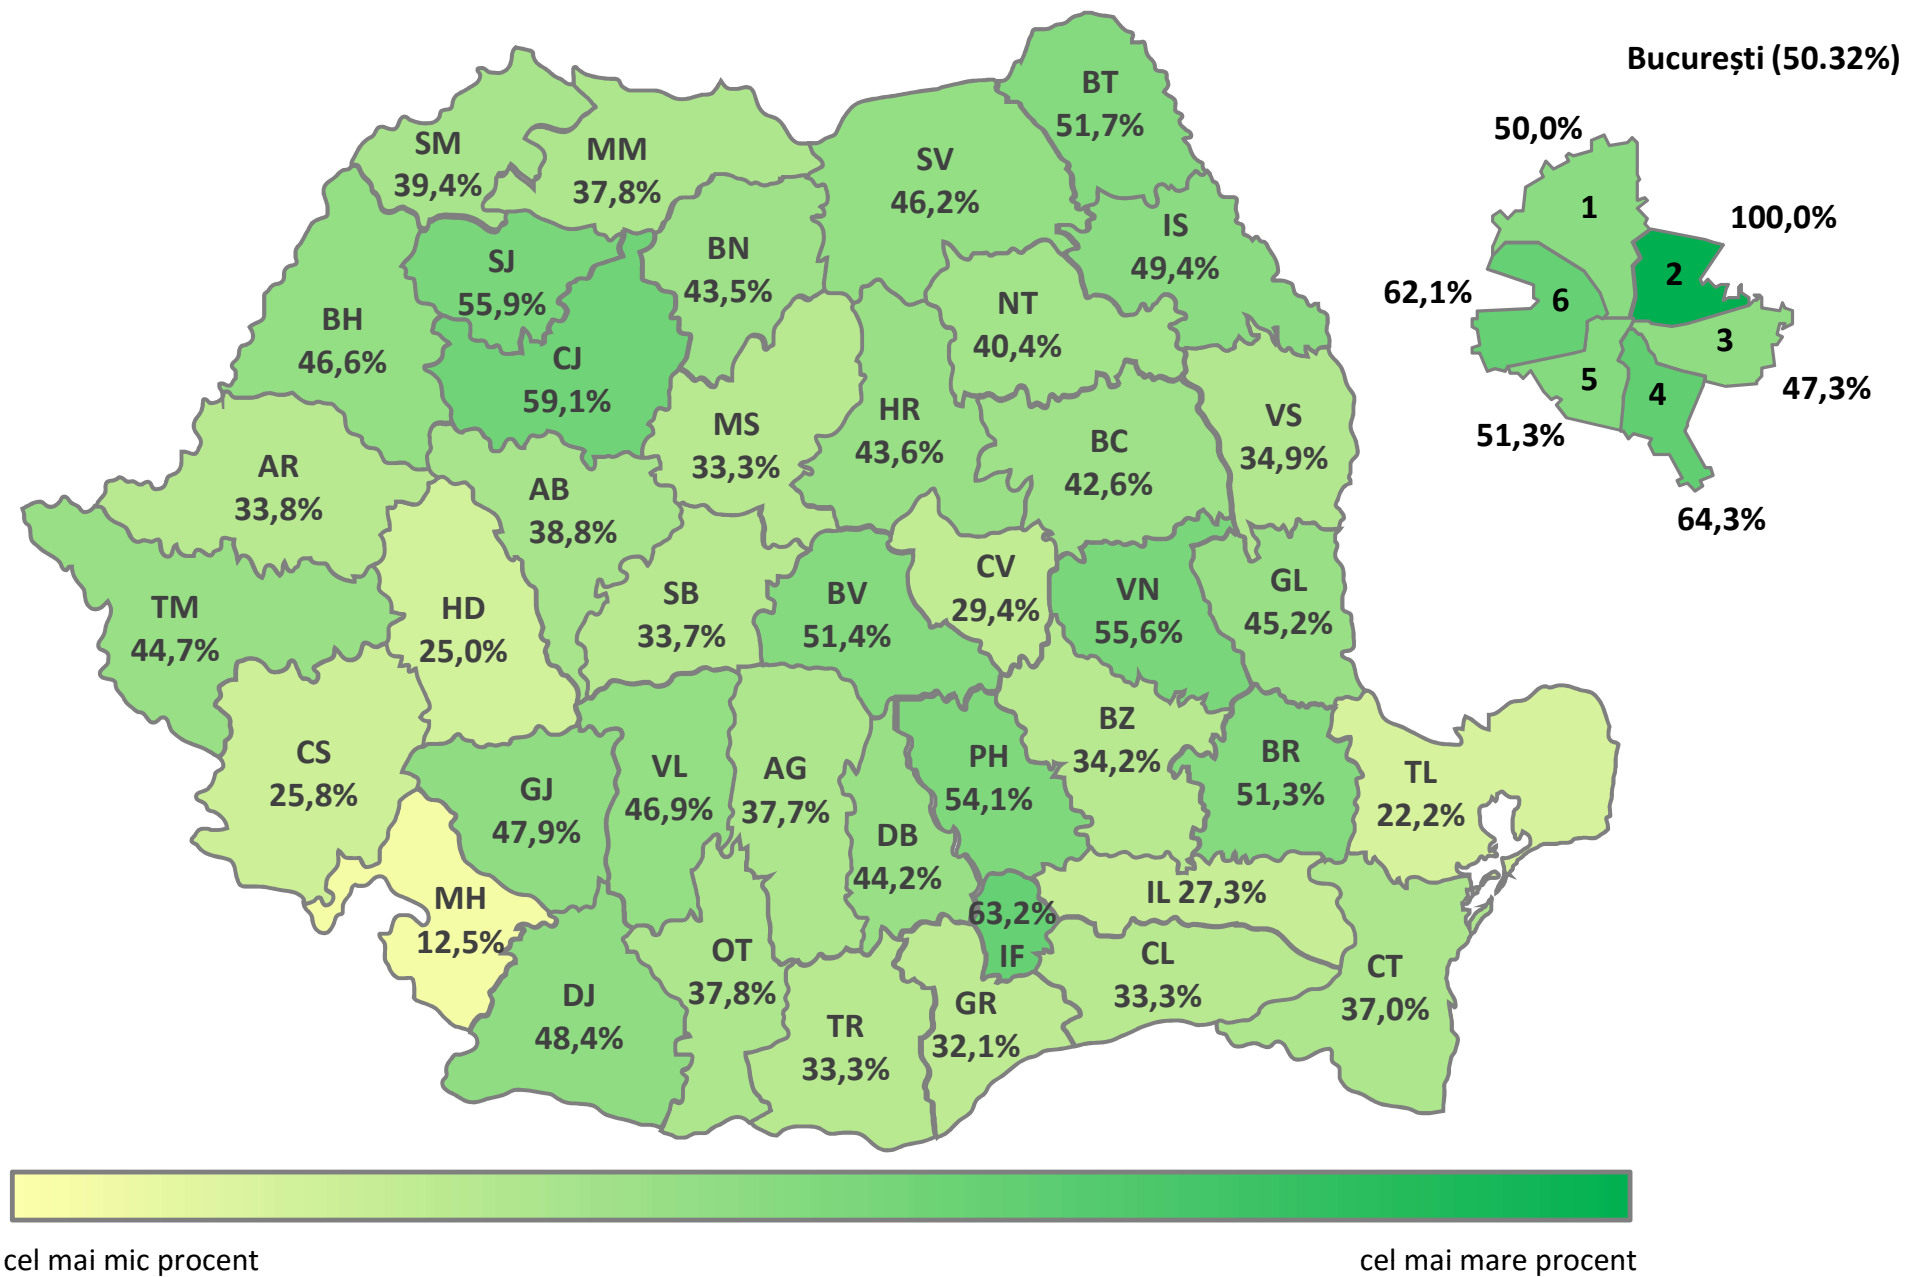 București (50.32%)
BT
51,7%
50,0%
SM
39,4%
MM
37,8%
SV
46,2%
1
100,0%
IS
49,4%
BN
43,5%
SJ
55,9%
2
62,1%
6
NT
40,4%
BH
46,6%
3
CJ
59,1%
5
4
47,3%
HR
43,6%
VS
34,9%
MS
33,3%
BC
42,6%
51,3%
AR
33,8%
AB
38,8%
64,3%
CV
29,4%
VN
55,6%
GL
45,2%
TM
44,7%
HD
25,0%
SB
33,7%
BV
51,4%
BZ
34,2%
CS
25,8%
VL
46,9%
AG
37,7%
PH
54,1%
BR
51,3%
TL
22,2%
GJ
47,9%
DB
44,2%
MH
12,5%
IL 27,3%
63,2%
IF
OT
37,8%
CL
33,3%
CT
37,0%
DJ
48,4%
GR
32,1%
TR
33,3%
cel mai mic procent
cel mai mare procent